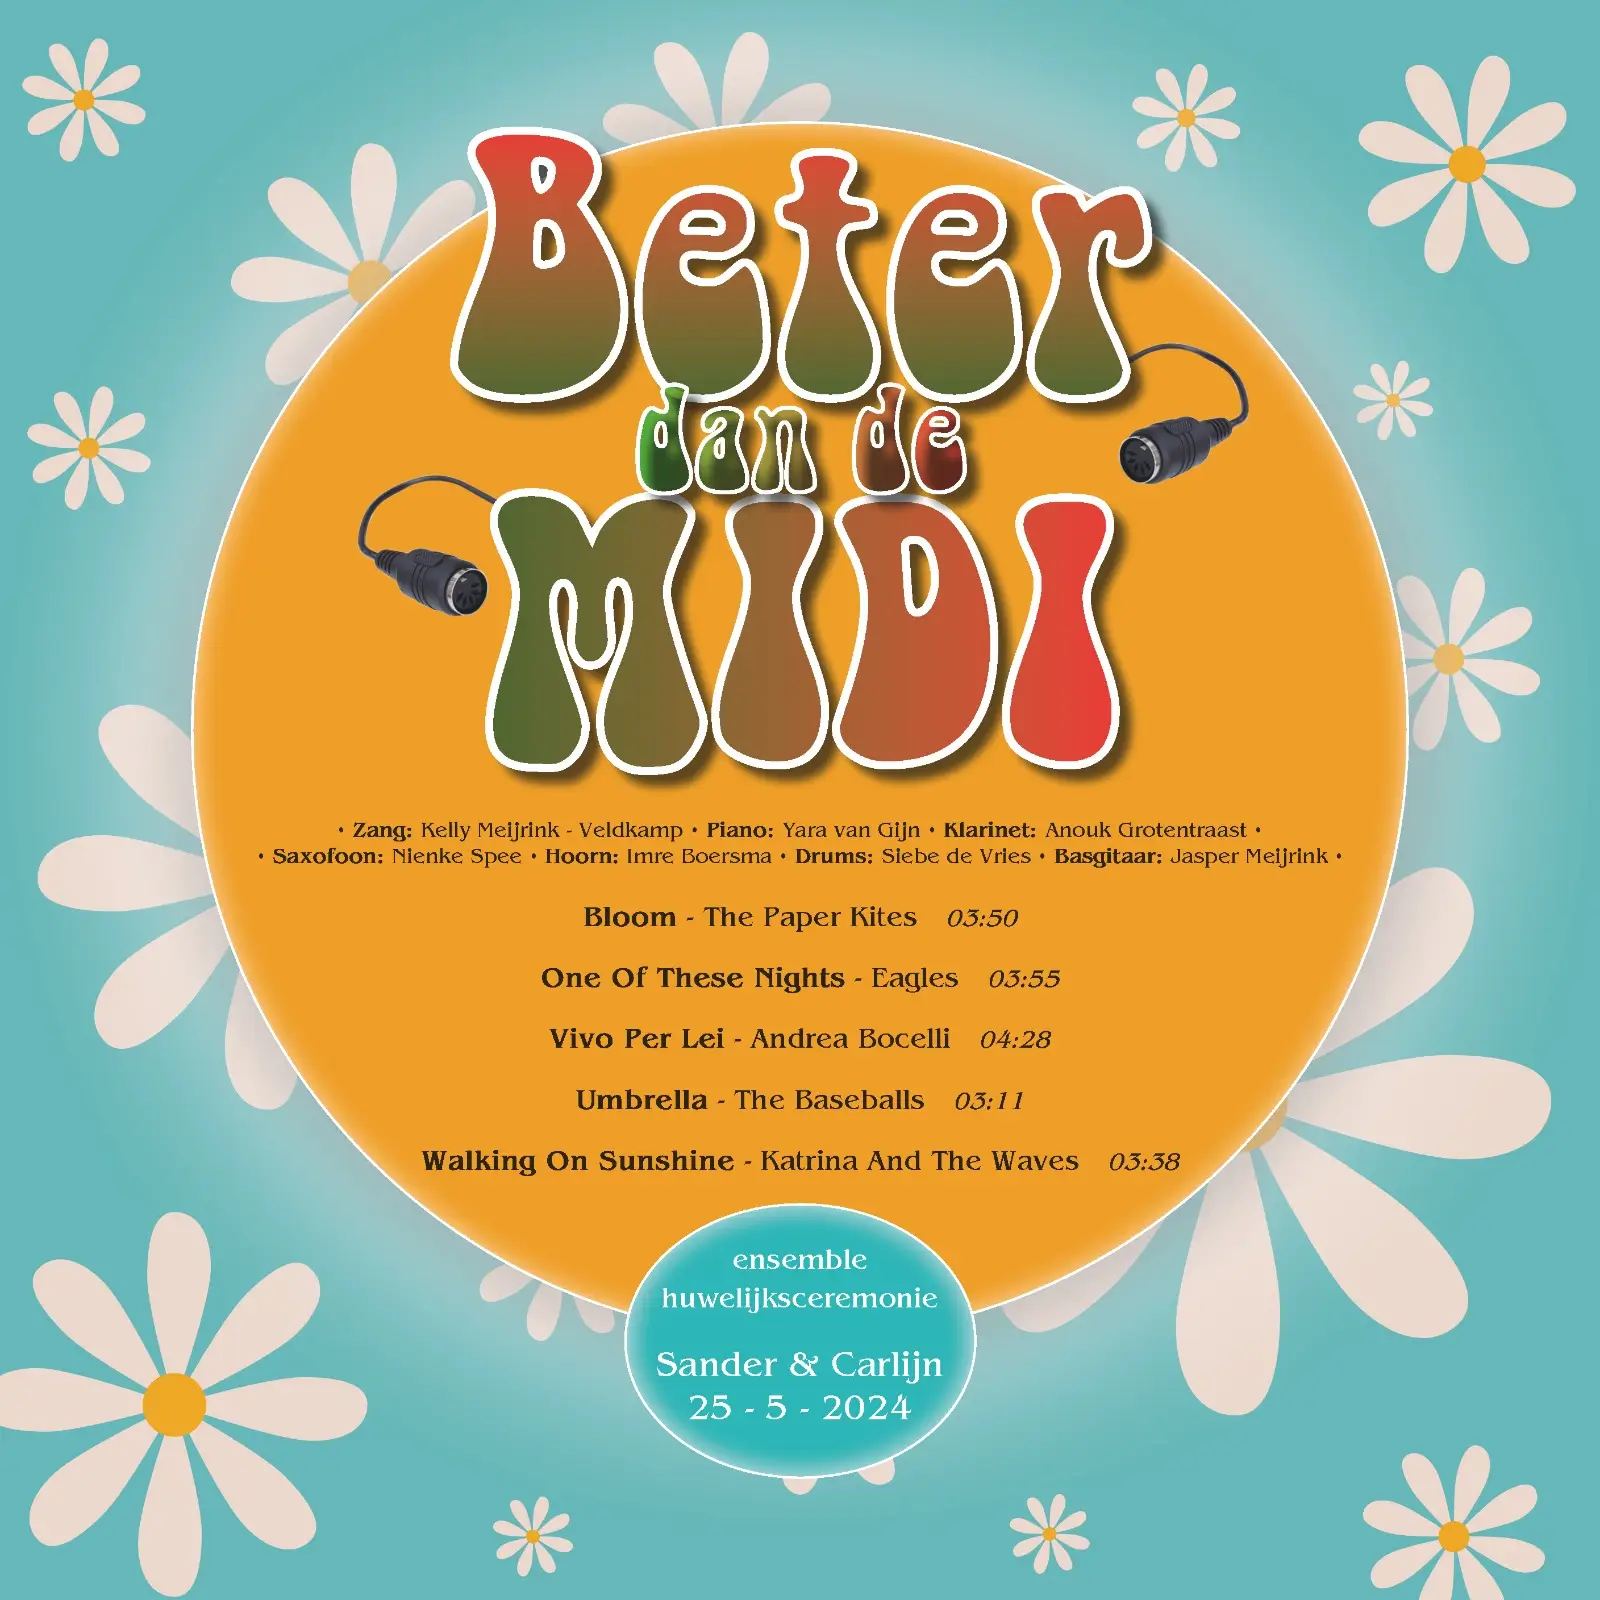 Beter
dan de
MIDI
• Zang: Kelly Meijrink - Veldkamp • Piano: Yara van Gijn • Klarinet: Anouk Grotentraast •
• Saxofoon: Nienke Spee • Hoorn: Imre Boersma • Drums: Siebe de Vries • Basgitaar: Jasper Meijrink •
Bloom - The Paper Kites 03:50
One Of These Nights - Eagles 03:55
Vivo Per Lei - Andrea Bocelli 04:28
Umbrella - The Baseballs 03:11
Walking On Sunshine - Katrina And The Waves 03:38
ensemble
huwelijksceremonie
Sander & Carlijn
25 - 5 - 2024